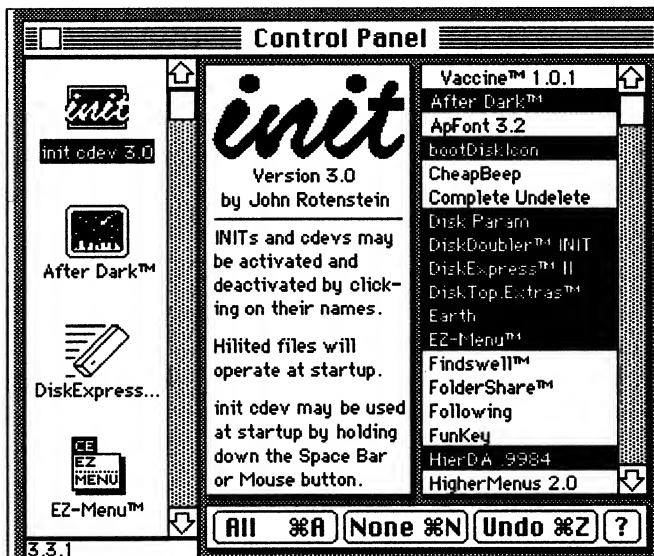 Control Panel
init
init cdev 3.0
After Dark™
DiskExpress...
CE
EZ
MENU
EZ-Menu™
3.3.1
init
Version 3.0
by John Rotenstein
INITs and cdevs may
be activated and
deactivated by click-
ing on their names.
Hilited files will
operate at startup.
init cdev may be used
at startup by holding
down the Space Bar
or Mouse button.
Vaccine™ 1.0.1
After Dark™
ApFont 3.2
bootDiskIcon
CheapBeep
Complete Undelete
Disk Param
DiskDoubler™ INIT
DiskExpress™ II
DiskTop.Extras™
Earth
EZ-Menu™
Findswell™
FolderShare™
Following
FunKey
HierDA .9984
HigherMenus 2.0
All ⌘A
None ⌘N
Undo ⌘Z
?